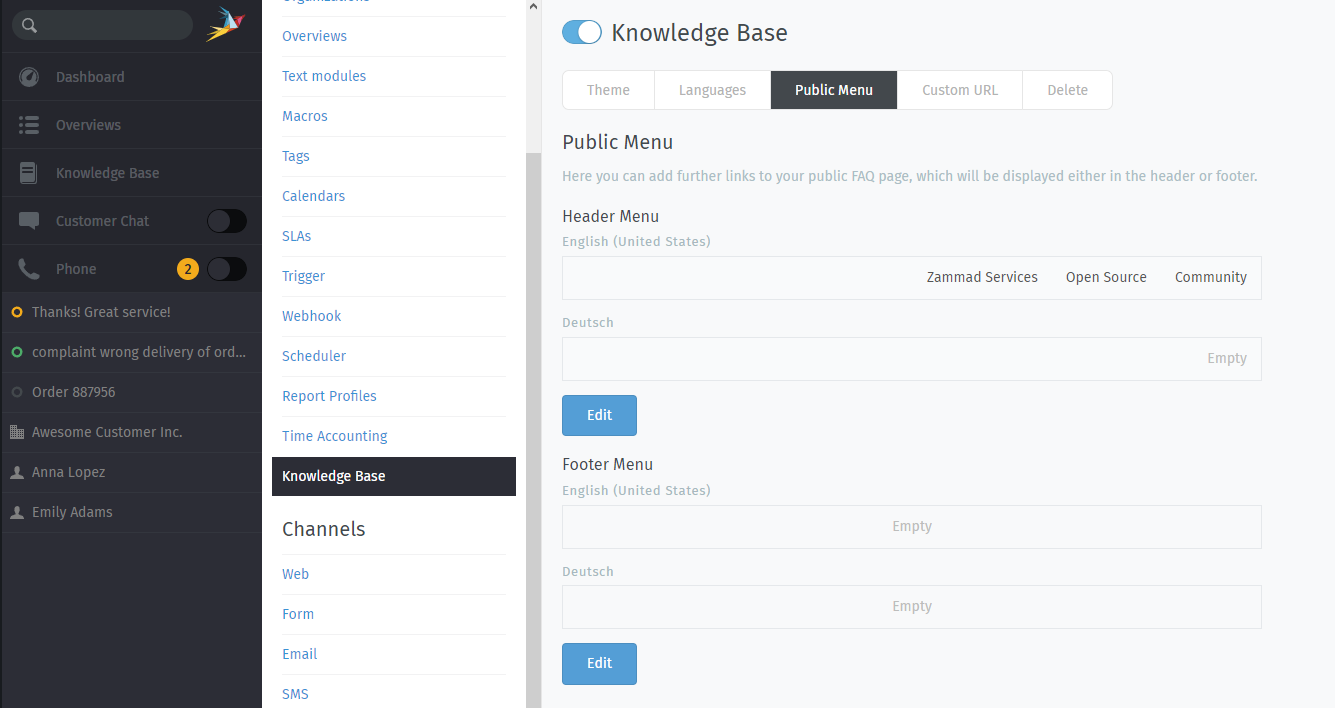 Dashboard
Overviews
Knowledge Base
Customer Chat
Phone 2
Thanks! Great service!
complaint wrong delivery of ord...
Order 887956
Awesome Customer Inc.
Anna Lopez
Emily Adams
Organizations
Overviews
Text modules
Macros
Tags
Calendars
SLAs
Trigger
Webhook
Scheduler
Report Profiles
Time Accounting
Knowledge Base
Channels
Web
Form
Email
SMS
Knowledge Base
Theme Languages Public Menu Custom URL Delete
Public Menu
Here you can add further links to your public FAQ page, which will be displayed either in the header or footer.
Header Menu
English (United States)
Zammad Services Open Source Community
Deutsch
Empty
Edit
Footer Menu
English (United States)
Empty
Deutsch
Empty
Edit